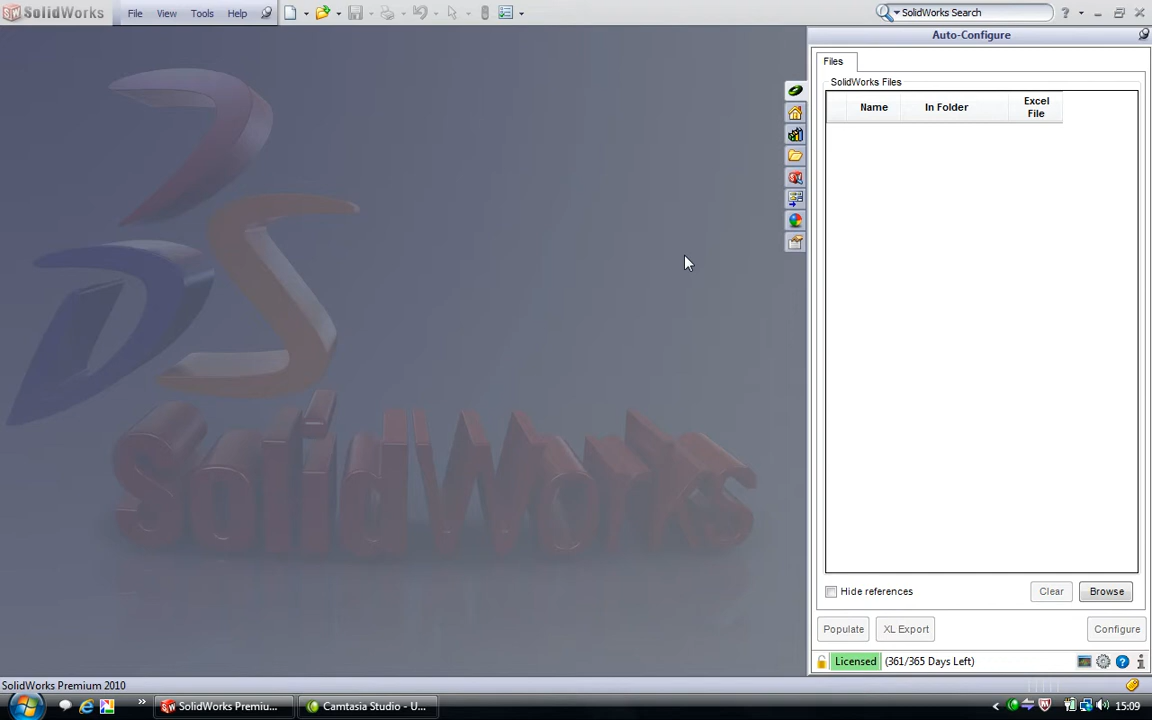 SolidWorks File View Tools Help SolidWorks Search
Auto-Configure
Files
SolidWorks Files
Name In Folder Excel File
SolidWorks
Hide references Clear Browse
Populate XL Export Configure
Licensed (361/365 Days Left)
SolidWorks Premium 2010
SolidWorks Premiu... Camtasia Studio - U... 15:09